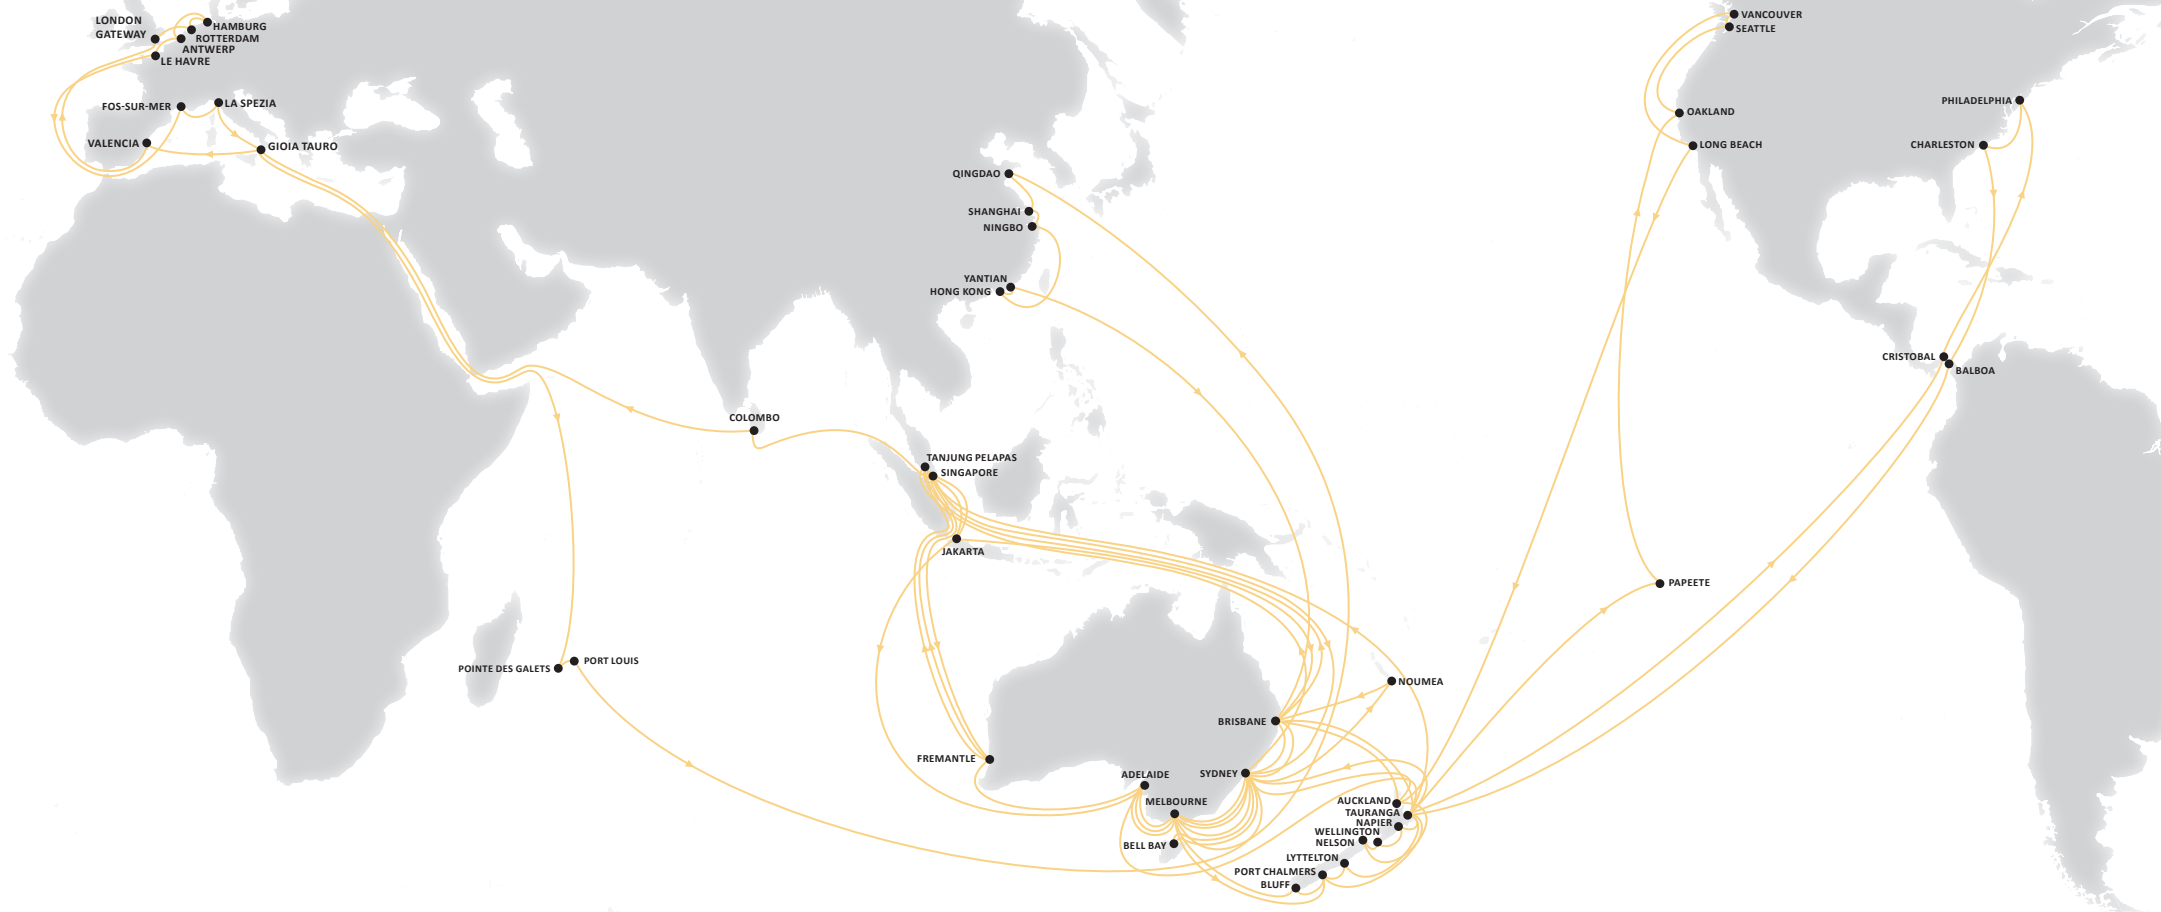 LONDON
GATEWAY
HAMBURG
ROTTERDAM
ANTWERP
LE HAVRE
FOS-SUR-MER
LA SPEZIA
VALENCIA
GIOIA TAURO
QINGDAO
SHANGHAI
NINGBO
YANTIAN
HONG KONG
VANCOUVER
SEATTLE
OAKLAND
LONG BEACH
PHILADELPHIA
CHARLESTON
CRISTOBAL
BALBOA
COLOMBO
TANJUNG PELAPAS
SINGAPORE
JAKARTA
PAPEETE
POINTE DES GALETS
PORT LOUIS
NOUMEA
BRISBANE
FREMANTLE
ADELAIDE
SYDNEY
MELBOURNE
BELL BAY
AUCKLAND
TAURANGA
NAPIER
WELLINGTON
NELSON
LYTTELTON
PORT CHALMERS
BLUFF